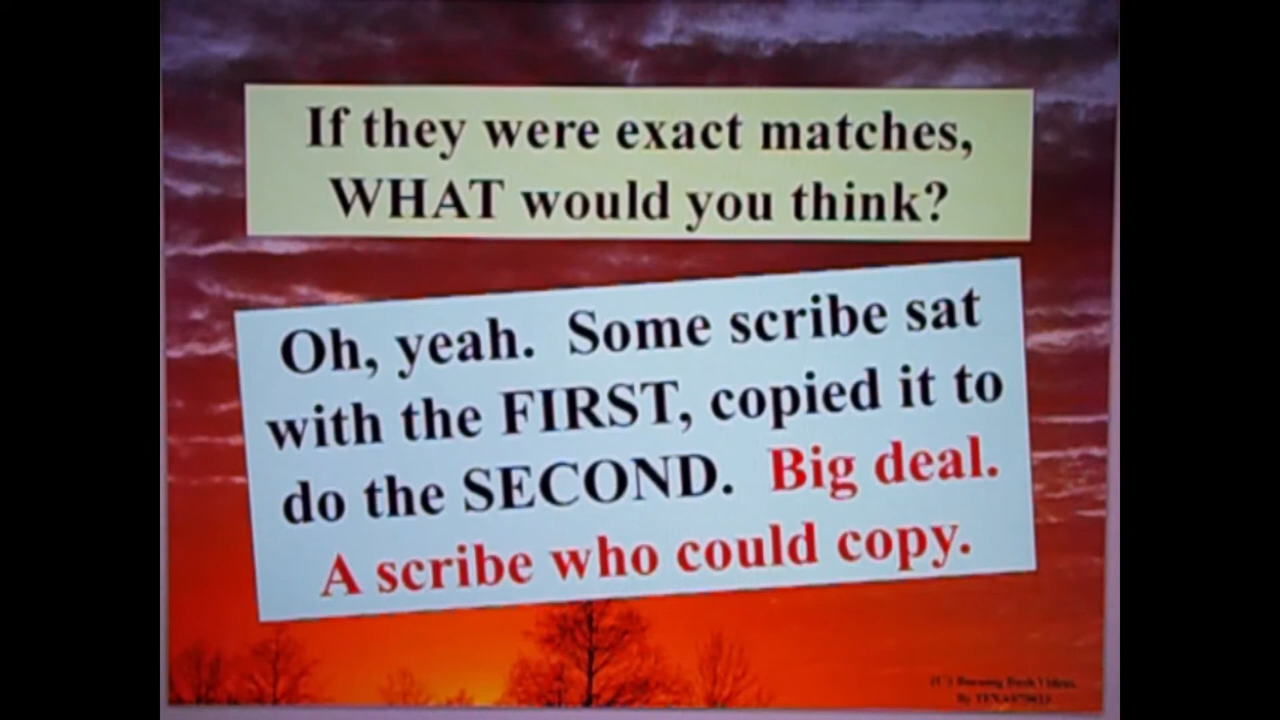 If they were exact matches,
WHAT would you think?
Oh, yeah. Some scribe sat
with the FIRST, copied it to
do the SECOND. Big deal.
A scribe who could copy.